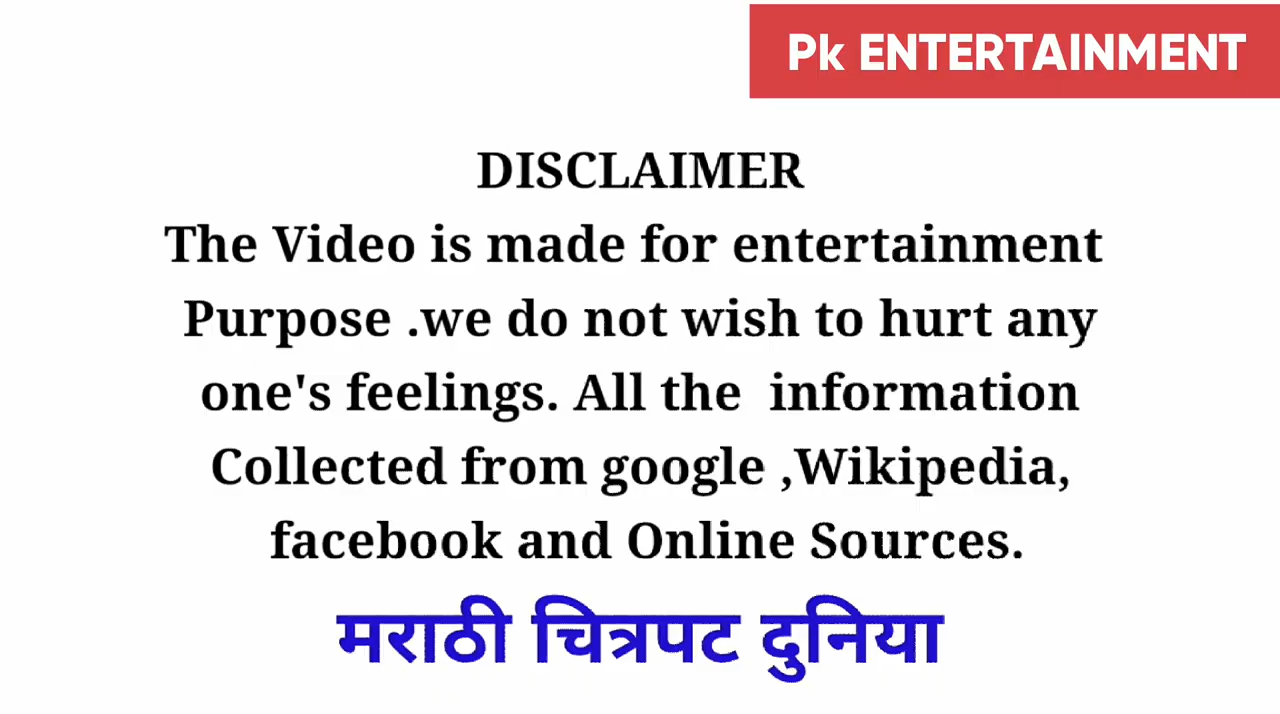 Pk ENTERTAINMENT
DISCLAIMER
The Video is made for entertainment
Purpose .we do not wish to hurt any
one's feelings. All the  information
Collected from google ,Wikipedia,
facebook and Online Sources.
मराठी चित्रपट दुनिया